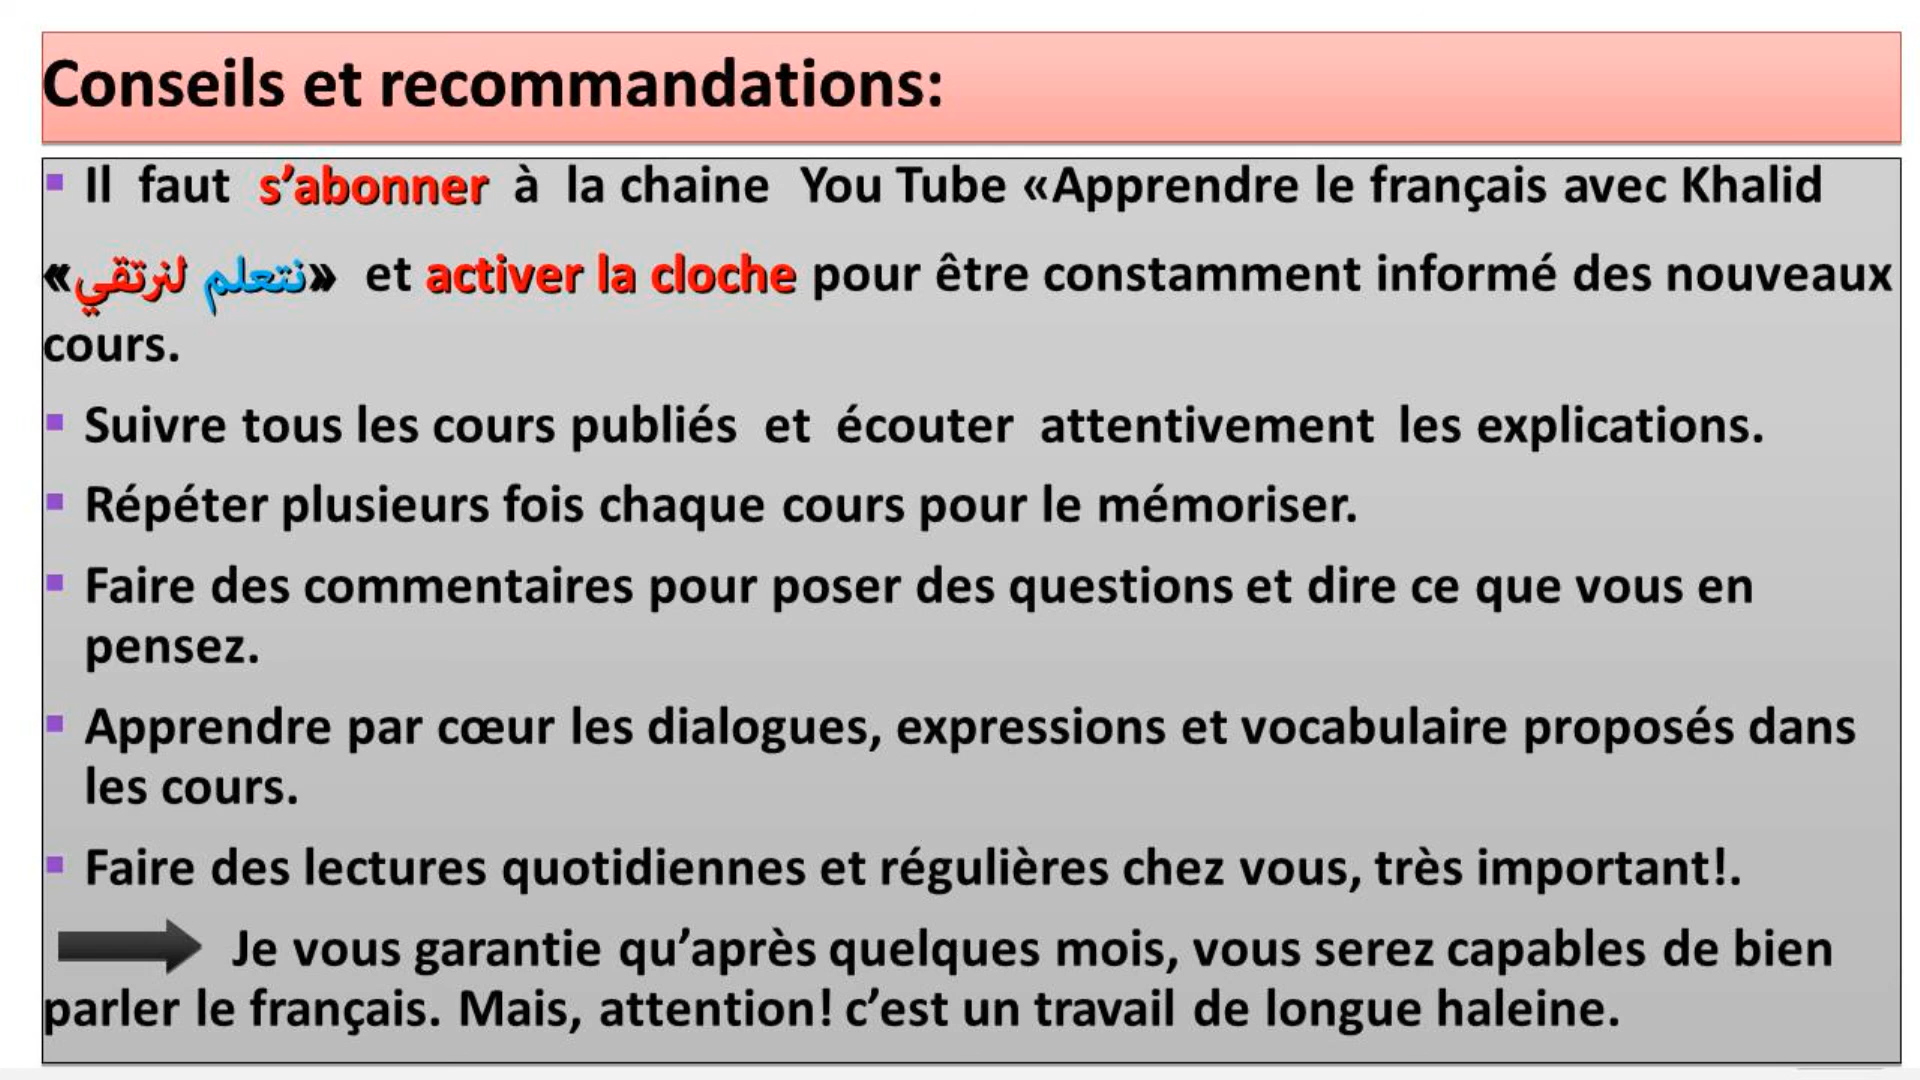 Conseils et recommandations:
▪ Il faut s’abonner à la chaine You Tube «Apprendre le français avec Khalid
«نتعلم لنرتقي» et activer la cloche pour être constamment informé des nouveaux
cours.
▪ Suivre tous les cours publiés et écouter attentivement les explications.
▪ Répéter plusieurs fois chaque cours pour le mémoriser.
▪ Faire des commentaires pour poser des questions et dire ce que vous en
pensez.
▪ Apprendre par cœur les dialogues, expressions et vocabulaire proposés dans
les cours.
▪ Faire des lectures quotidiennes et régulières chez vous, très important!.
Je vous garantie qu’après quelques mois, vous serez capables de bien
parler le français. Mais, attention! c’est un travail de longue haleine.